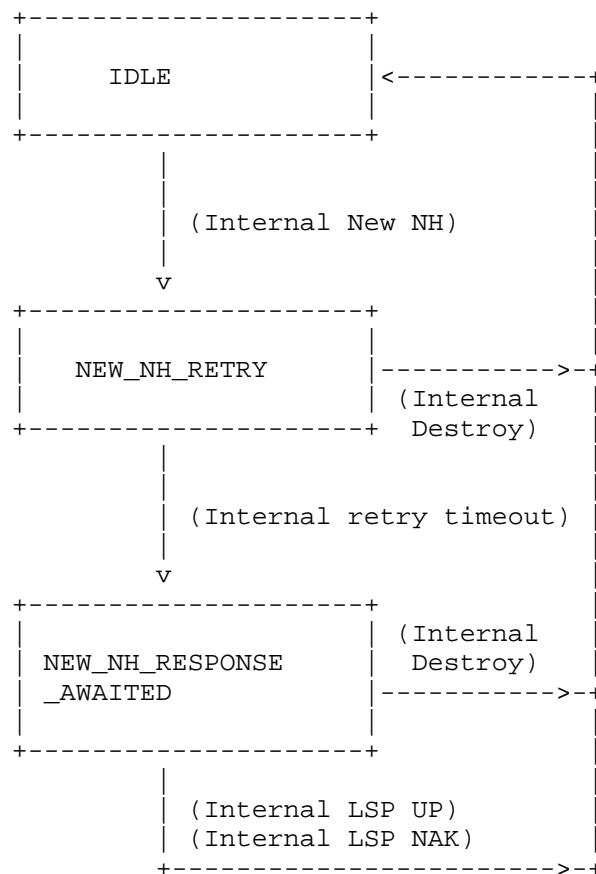 IDLE
(Internal New NH)
NEW_NH_RETRY
(Internal
Destroy)
(Internal retry timeout)
(Internal
NEW_NH_RESPONSE Destroy)
_AWAITED
(Internal LSP UP)
(Internal LSP NAK)